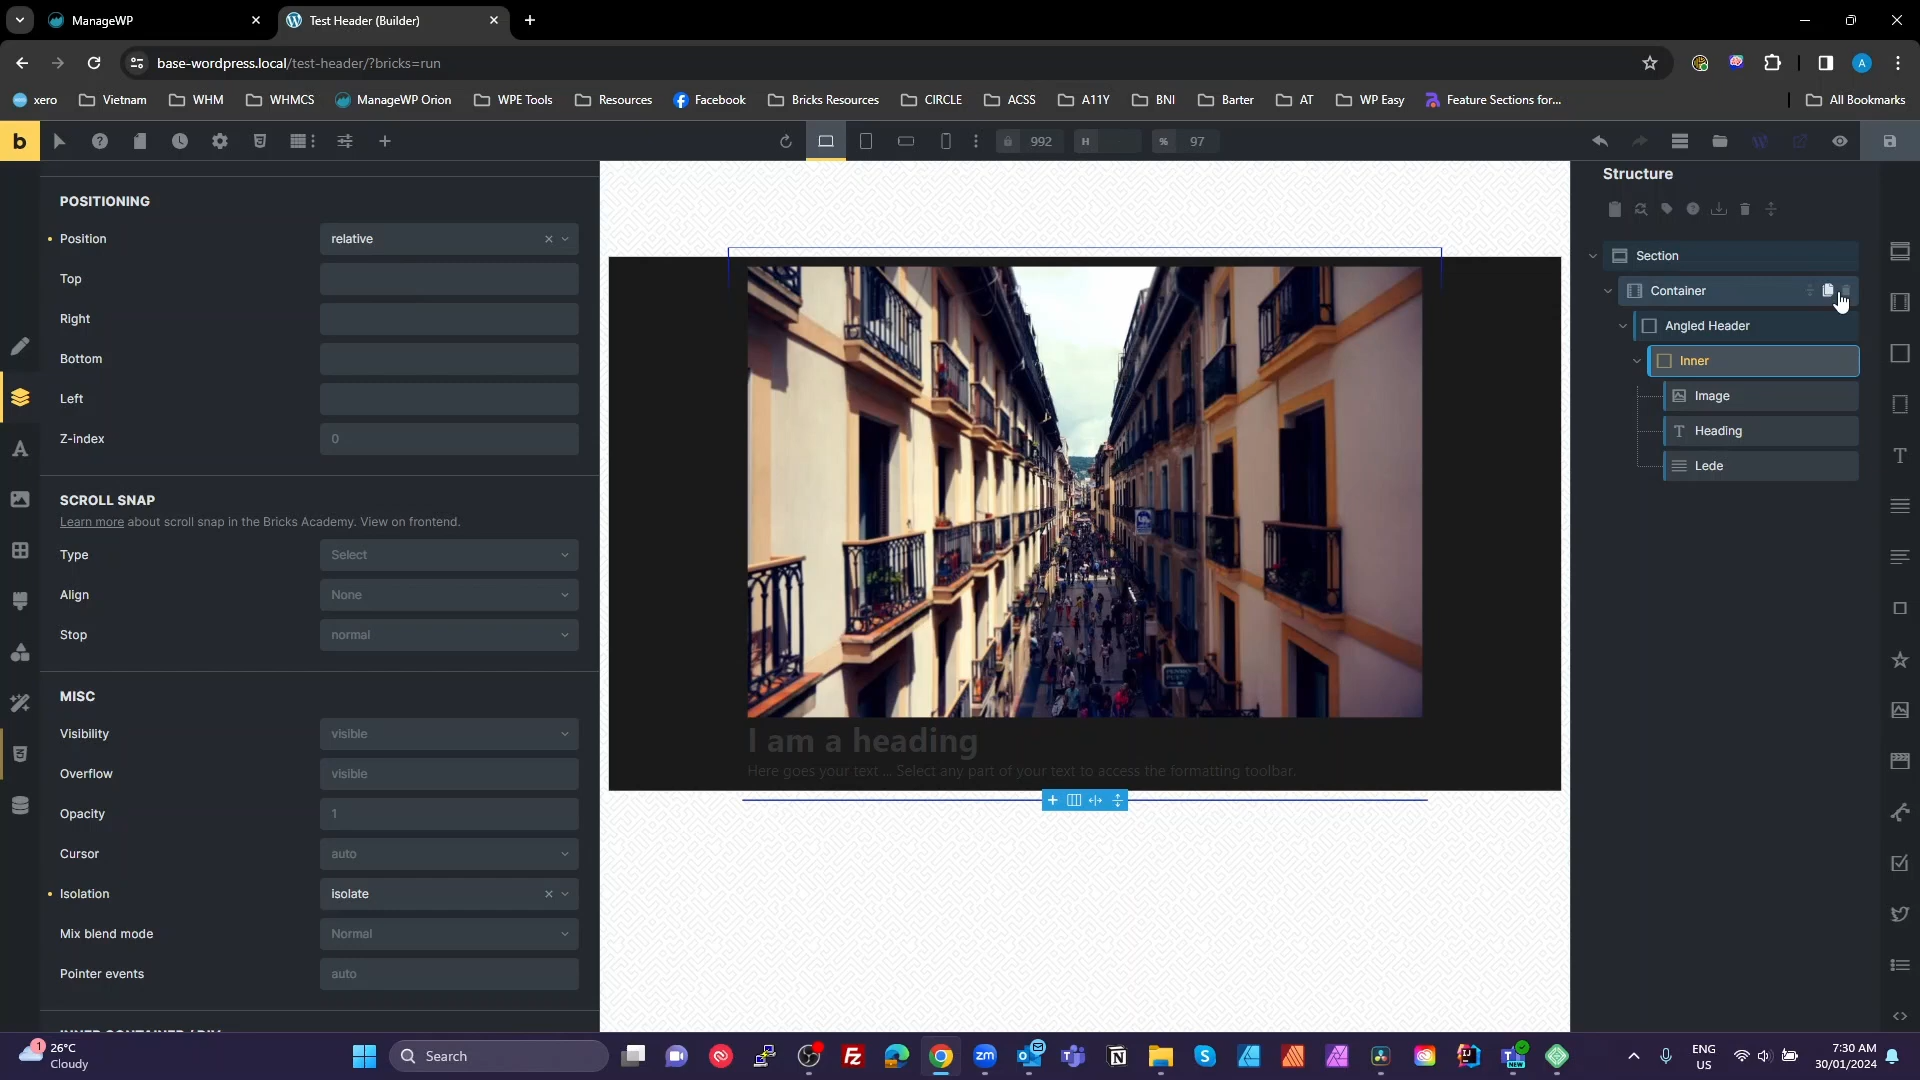 ManageWP
Test Header (Builder)
base-wordpress.local/test-header/?bricks=run
A
xero
Vietnam
WHM
WHMCS
ManageWP Orion
WPE Tools
Resources
Facebook
Bricks Resources
CIRCLE
ACSS
A11Y
BNI
Barter
AT
WP Easy
Feature Sections for...
All Bookmarks
b
992
H
%
97
POSITIONING
Position
relative
Top
Right
Bottom
Left
Z-index
0
SCROLL SNAP
Learn more about scroll snap in the Bricks Academy. View on frontend.
Type
Select
Align
None
Stop
normal
MISC
Visibility
visible
Overflow
visible
Opacity
1
Cursor
auto
Isolation
isolate
Mix blend mode
Normal
Pointer events
auto
I am a heading
Here goes your text ... Select any part of your text to access the formatting toolbar.
Structure
Section
Container
Angled Header
Inner
Image
Heading
Lede
1
26°C
Cloudy
Search
ENG
US
7:30 AM
30/01/2024